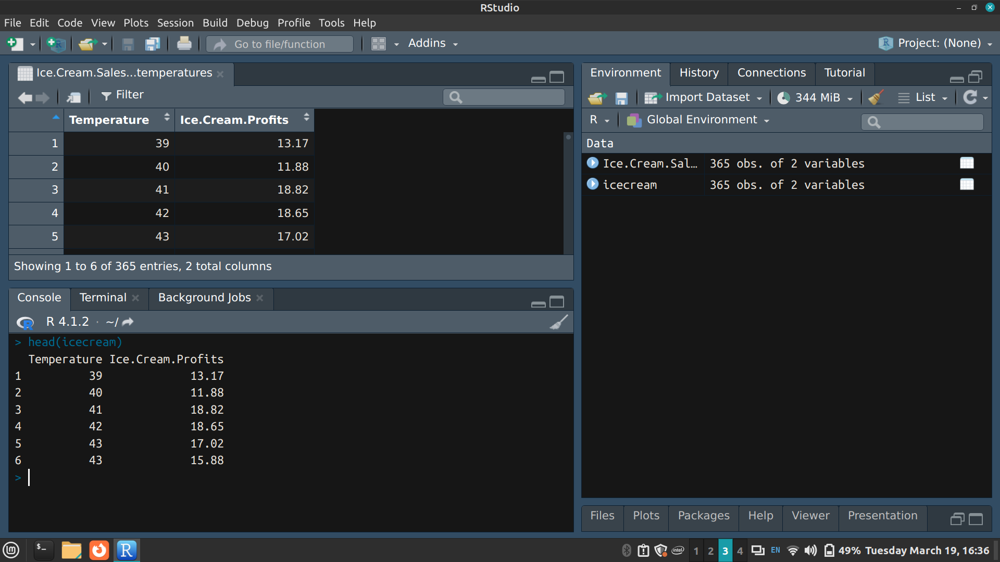 RStudio
File Edit Code View Plots Session Build Debug Profile Tools Help
Go to file/function Addins Project: (None)
Ice.Cream.Sales...temperatures
Filter
Temperature Ice.Cream.Profits
1 39 13.17
2 40 11.88
3 41 18.82
4 42 18.65
5 43 17.02
Showing 1 to 6 of 365 entries, 2 total columns
Console Terminal Background Jobs
R 4.1.2 · ~/
> head(icecream)
Temperature Ice.Cream.Profits
1 39 13.17
2 40 11.88
3 41 18.82
4 42 18.65
5 43 17.02
6 43 15.88
>
Environment History Connections Tutorial
Import Dataset 344 MiB List
R Global Environment
Data
Ice.Cream.Sal… 365 obs. of 2 variables
icecream 365 obs. of 2 variables
Files Plots Packages Help Viewer Presentation
$- R intel 1 2 3 4 EN 49% Tuesday March 19, 16:36